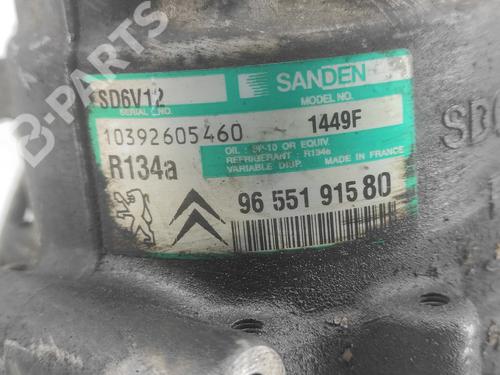 B-PARTS
SD6V12
SANDEN
SERIAL NO.
MODEL NO.
10392605460
1449F
OIL : SP-10 OR EQUIV.
REFRIGERANT : R134a
VARIABLE DISP. MADE IN FRANCE
R134a
96 551 915 80
SD